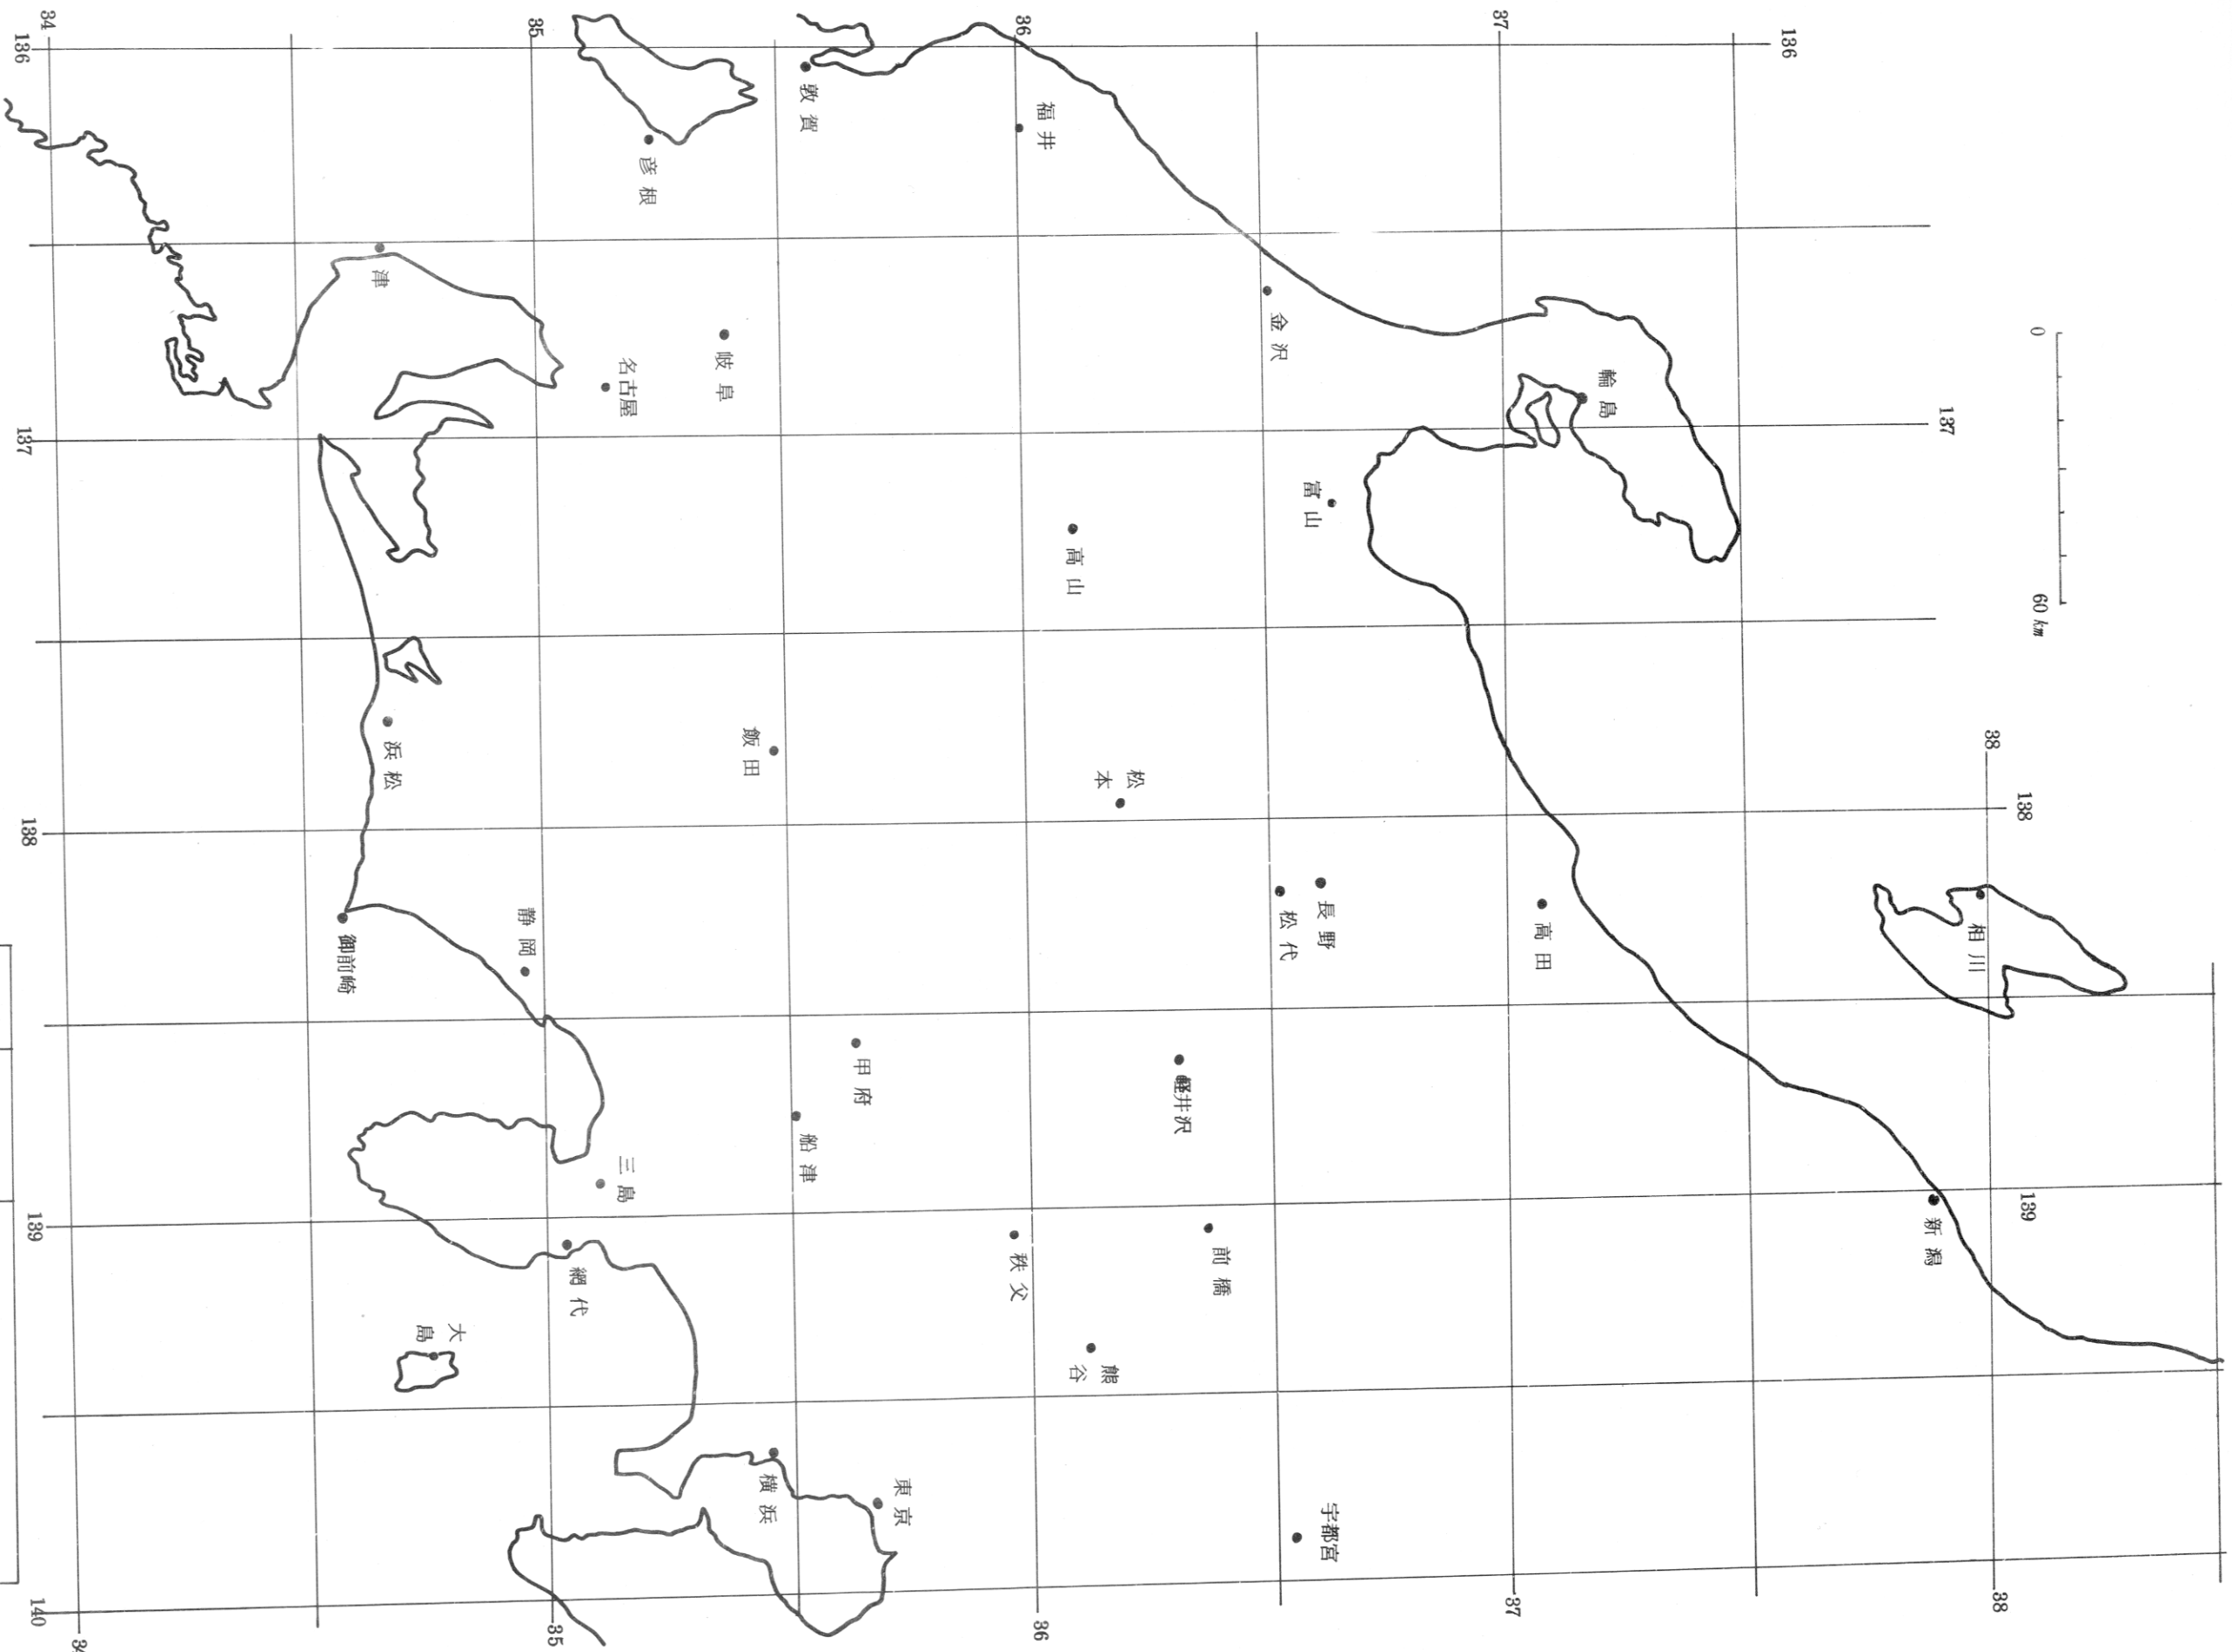 136
37
36
35
34
136
敦賀
福井
彦根
津
岐阜
名古屋
金沢
輪島
0
60 km
137
137
富山
高山
浜松
飯田
松本
38
138
138
御前崎
静岡
長野
松代
高田
相川
甲府
船津
軽井沢
三島
139
139
網代
秩父
前橋
新潟
大島
熊谷
横浜
東京
宇都宮
140
35
36
37
38